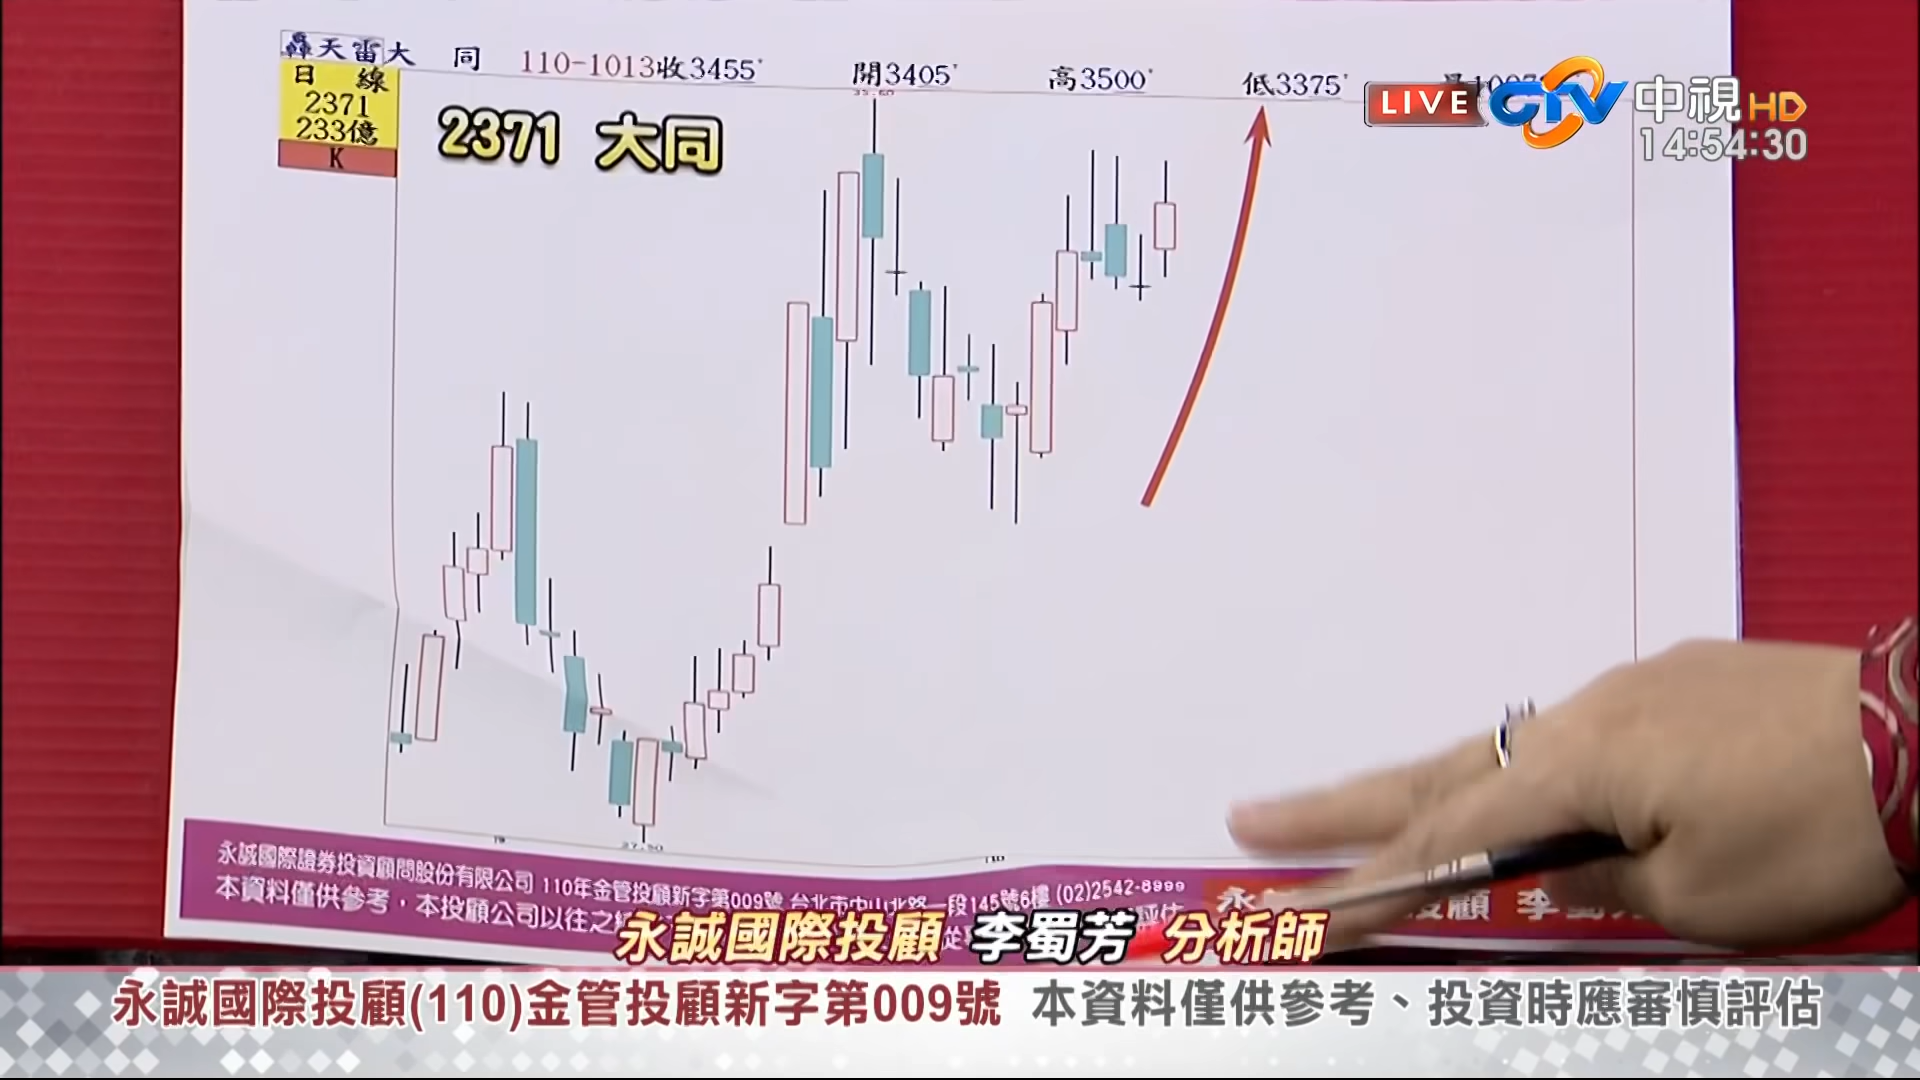 轟天雷大 同 110-1013收3455' 開3405' 高3500' 低3375'
日 線
2371
233億
K
2371 大同
33.60
27.90
LIVE CTV 中視HD
14:54:30
永誠國際證券投資顧問股份有限公司 110年金管投顧新字第009號 台北市中山北路一段145號6樓 (02)2542-8999
本資料僅供參考，本投顧公司以往之
永誠國際投顧 李蜀芳 分析師
永誠國際投顧(110)金管投顧新字第009號 本資料僅供參考、投資時應審慎評估